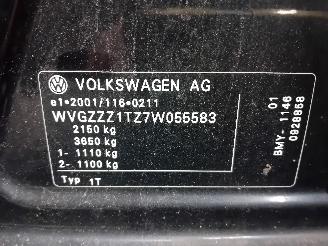 VOLKSWAGEN AG
e1*2001/116*0211
WVGZZZ1TZ7W055583
2150 kg
3650 kg
1- 1110 kg
2- 1100 kg
Typ 1T
01
BMY- 1146
0928858